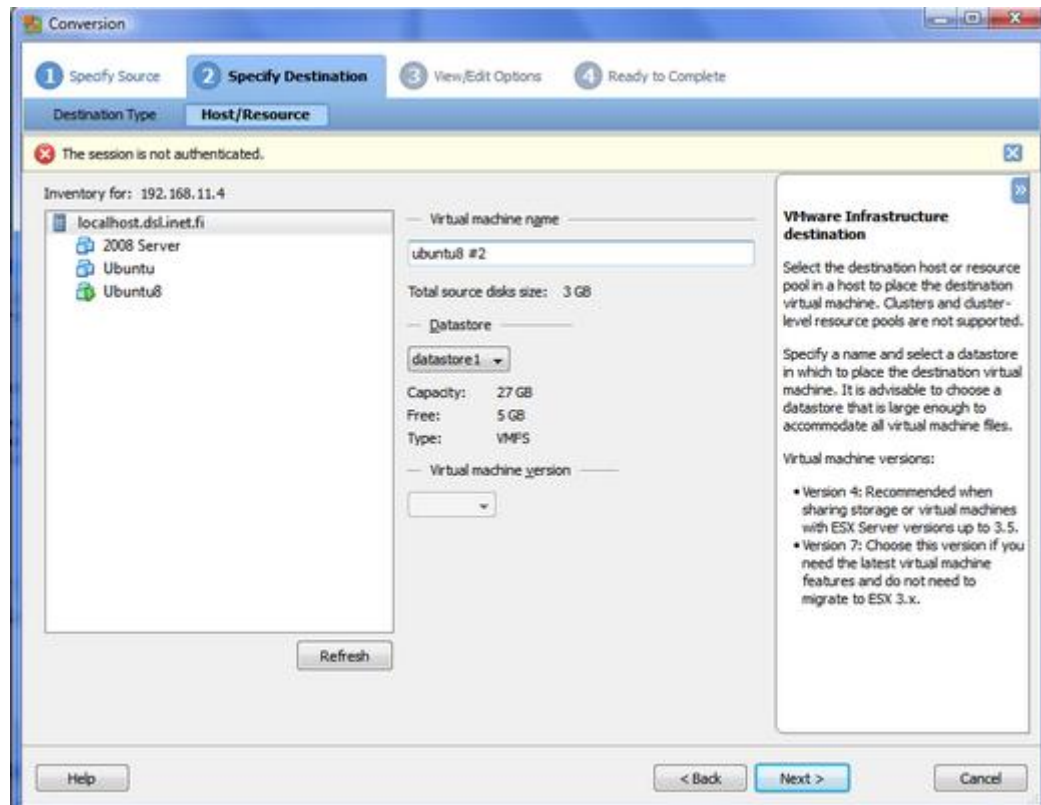 Conversion
1 Specify Source 2 Specify Destination 3 View/Edit Options 4 Ready to Complete
Destination Type Host/Resource
The session is not authenticated.
Inventory for: 192.168.11.4
localhost.dsl.inet.fi
2008 Server
Ubuntu
Ubuntu8
Refresh
Virtual machine name
ubuntu8 #2
Total source disks size: 3 GB
Datastore
datastore1
Capacity: 27 GB
Free: 5 GB
Type: VMFS
Virtual machine version
VMware Infrastructure
destination
Select the destination host or resource
pool in a host to place the destination
virtual machine. Clusters and cluster-
level resource pools are not supported.
Specify a name and select a datastore
in which to place the destination virtual
machine. It is advisable to choose a
datastore that is large enough to
accommodate all virtual machine files.
Virtual machine versions:
• Version 4: Recommended when
sharing storage or virtual machines
with ESX Server versions up to 3.5.
• Version 7: Choose this version if you
need the latest virtual machine
features and do not need to
migrate to ESX 3.x.
Help < Back Next > Cancel